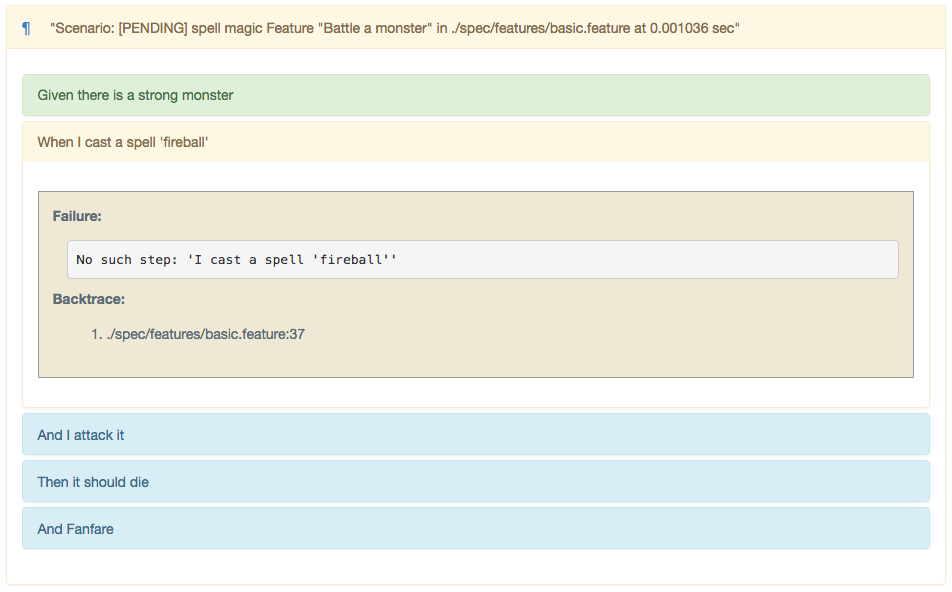 ¶ "Scenario: [PENDING] spell magic Feature "Battle a monster" in ./spec/features/basic.feature at 0.001036 sec"
Given there is a strong monster
When I cast a spell 'fireball'
Failure:
No such step: 'I cast a spell 'fireball''
Backtrace:
1. ./spec/features/basic.feature:37
And I attack it
Then it should die
And Fanfare